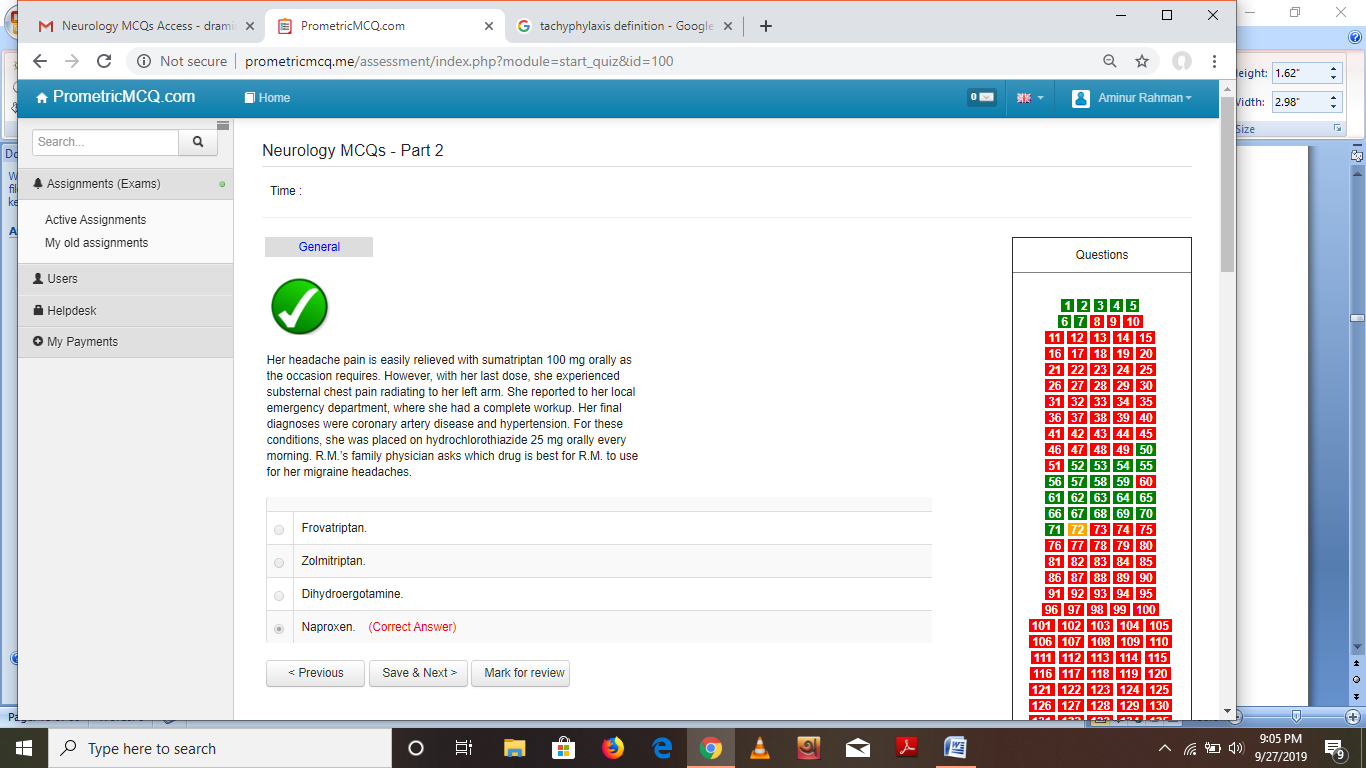 Neurology MCQs Access - drami
PrometricMCQ.com
tachyphylaxis definition - Google
Not secure | prometricmcq.me/assessment/index.php?module=start_quiz&id=100
eight: 1.62"
Vidth: 2.98"
Size
PrometricMCQ.com
Home
0
Aminur Rahman
Search...
Assignments (Exams)
Active Assignments
My old assignments
Users
Helpdesk
My Payments
Neurology MCQs - Part 2
Time :
General
Her headache pain is easily relieved with sumatriptan 100 mg orally as
the occasion requires. However, with her last dose, she experienced
substernal chest pain radiating to her left arm. She reported to her local
emergency department, where she had a complete workup. Her final
diagnoses were coronary artery disease and hypertension. For these
conditions, she was placed on hydrochlorothiazide 25 mg orally every
morning. R.M.'s family physician asks which drug is best for R.M. to use
for her migraine headaches.
Frovatriptan.
Zolmitriptan.
Dihydroergotamine.
Naproxen. (Correct Answer)
< Previous
Save & Next >
Mark for review
Questions
1 2 3 4 5
6 7 8 9 10
11 12 13 14 15
16 17 18 19 20
21 22 23 24 25
26 27 28 29 30
31 32 33 34 35
36 37 38 39 40
41 42 43 44 45
46 47 48 49 50
51 52 53 54 55
56 57 58 59 60
61 62 63 64 65
66 67 68 69 70
71 72 73 74 75
76 77 78 79 80
81 82 83 84 85
86 87 88 89 90
91 92 93 94 95
96 97 98 99 100
101 102 103 104 105
106 107 108 109 110
111 112 113 114 115
116 117 118 119 120
121 122 123 124 125
126 127 128 129 130
Type here to search
9:05 PM
9/27/2019
9